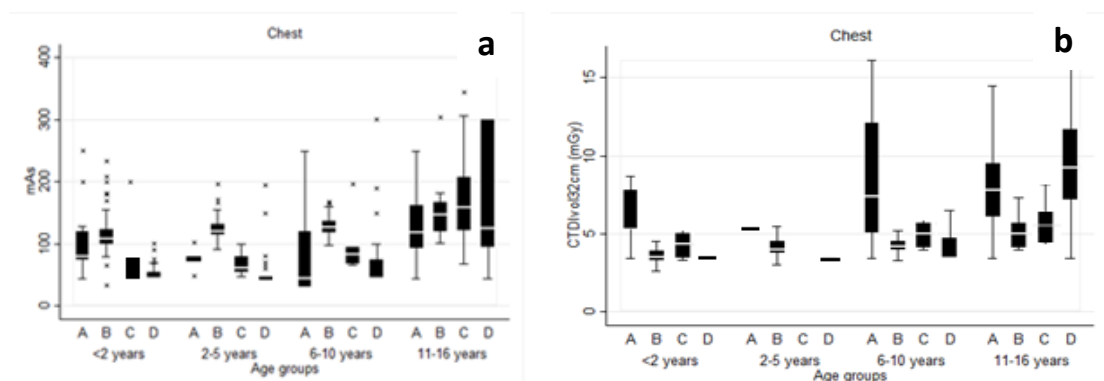 Chest
a
400
300
200
100
0
mAs
A B C D A B C D A B C D A B C D
<2 years 2-5 years 6-10 years 11-16 years
Age groups
Chest
b
15
10
5
0
CTDIvol32cm (mGy)
A B C D A B C D A B C D A B C D
<2 years 2-5 years 6-10 years 11-16 years
Age groups